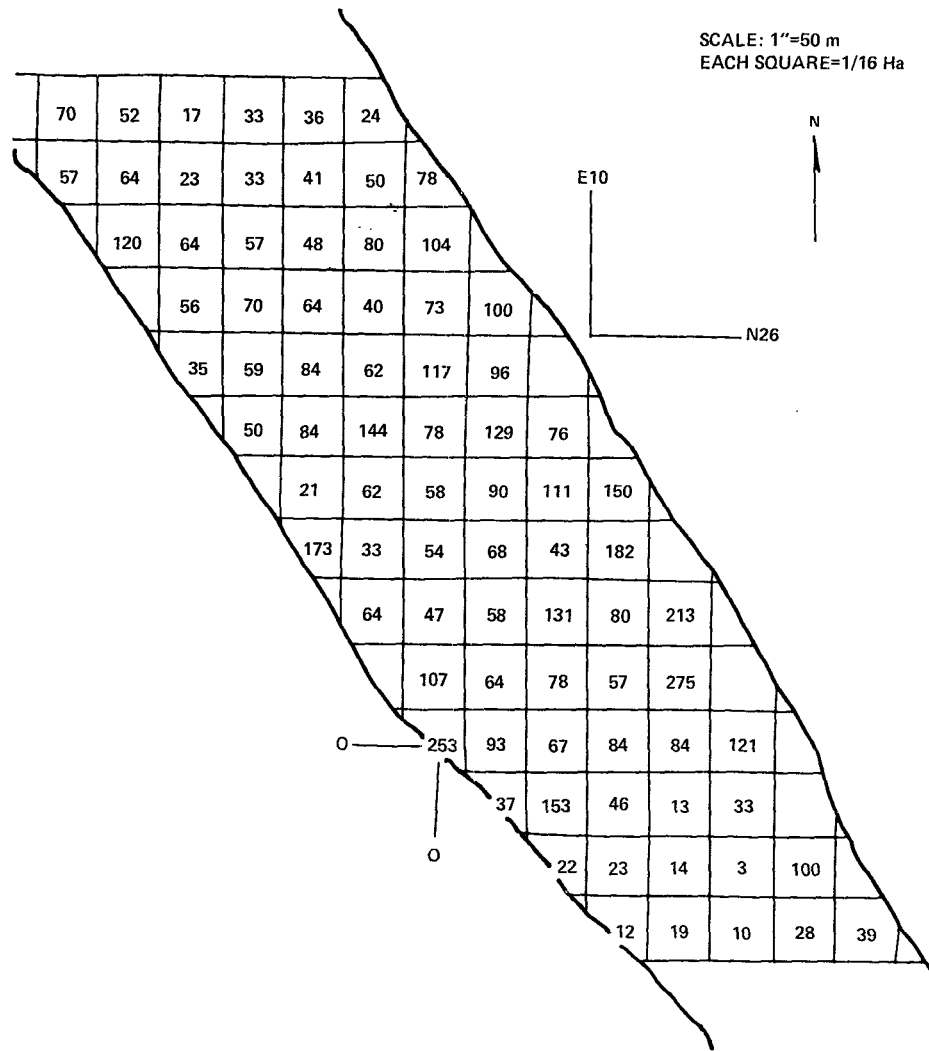 SCALE: 1"=50 m
EACH SQUARE=1/16 Ha
N
70 52 17 33 36 24
57 64 23 33 41 50 78
E10
120 64 57 48 80 104
56 70 64 40 73 100
N26
35 59 84 62 117 96
50 84 144 78 129 76
21 62 58 90 111 150
173 33 54 68 43 182
64 47 58 131 80 213
107 64 78 57 275
O 253 93 67 84 84 121
37 153 46 13 33
O
22 23 14 3 100
12 19 10 28 39